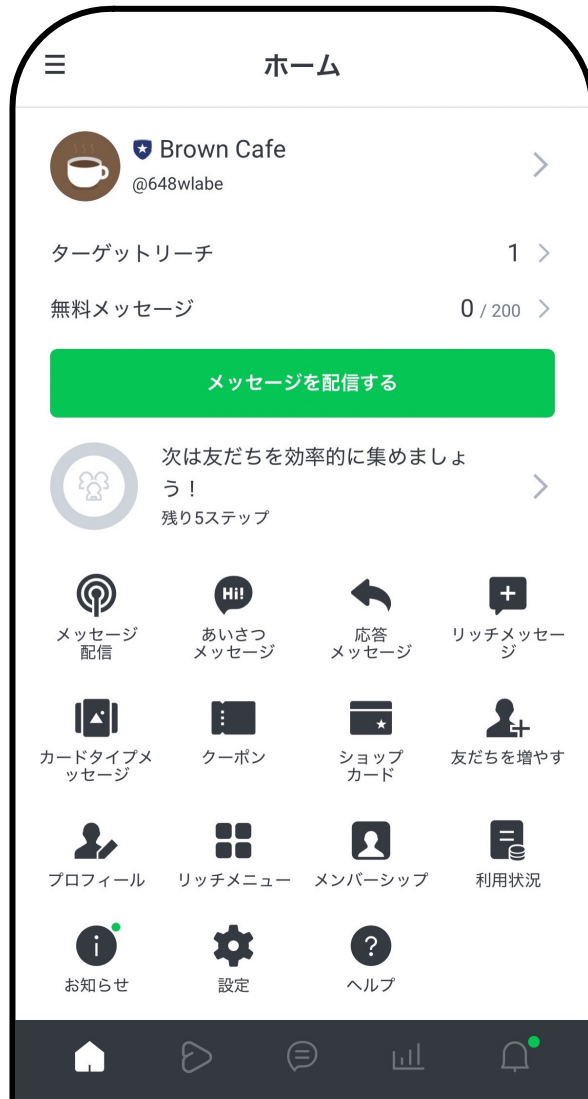 ホーム
Brown Cafe
@648wlabe
ターゲットリーチ 1
無料メッセージ 0 / 200
メッセージを配信する
次は友だちを効率的に集めましょ
う！
残り5ステップ
Hi!
メッセージ
配信
あいさつ
メッセージ
応答
メッセージ
リッチメッセー
ジ
カードタイプメ
ッセージ
クーポン
ショップ
カード
友だちを増やす
プロフィール
リッチメニュー
メンバーシップ
利用状況
お知らせ
設定
ヘルプ